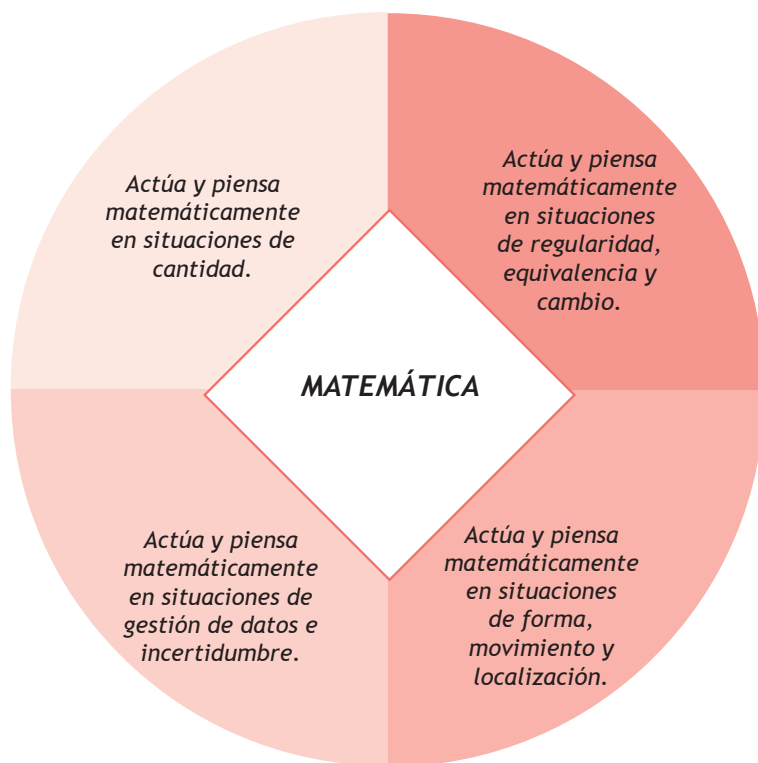 Actúa y piensa
matemáticamente
en situaciones de
cantidad.
Actúa y piensa
matemáticamente
en situaciones
de regularidad,
equivalencia y
cambio.
MATEMÁTICA
Actúa y piensa
matemáticamente
en situaciones de
gestión de datos e
incertidumbre.
Actúa y piensa
matemáticamente
en situaciones
de forma,
movimiento y
localización.